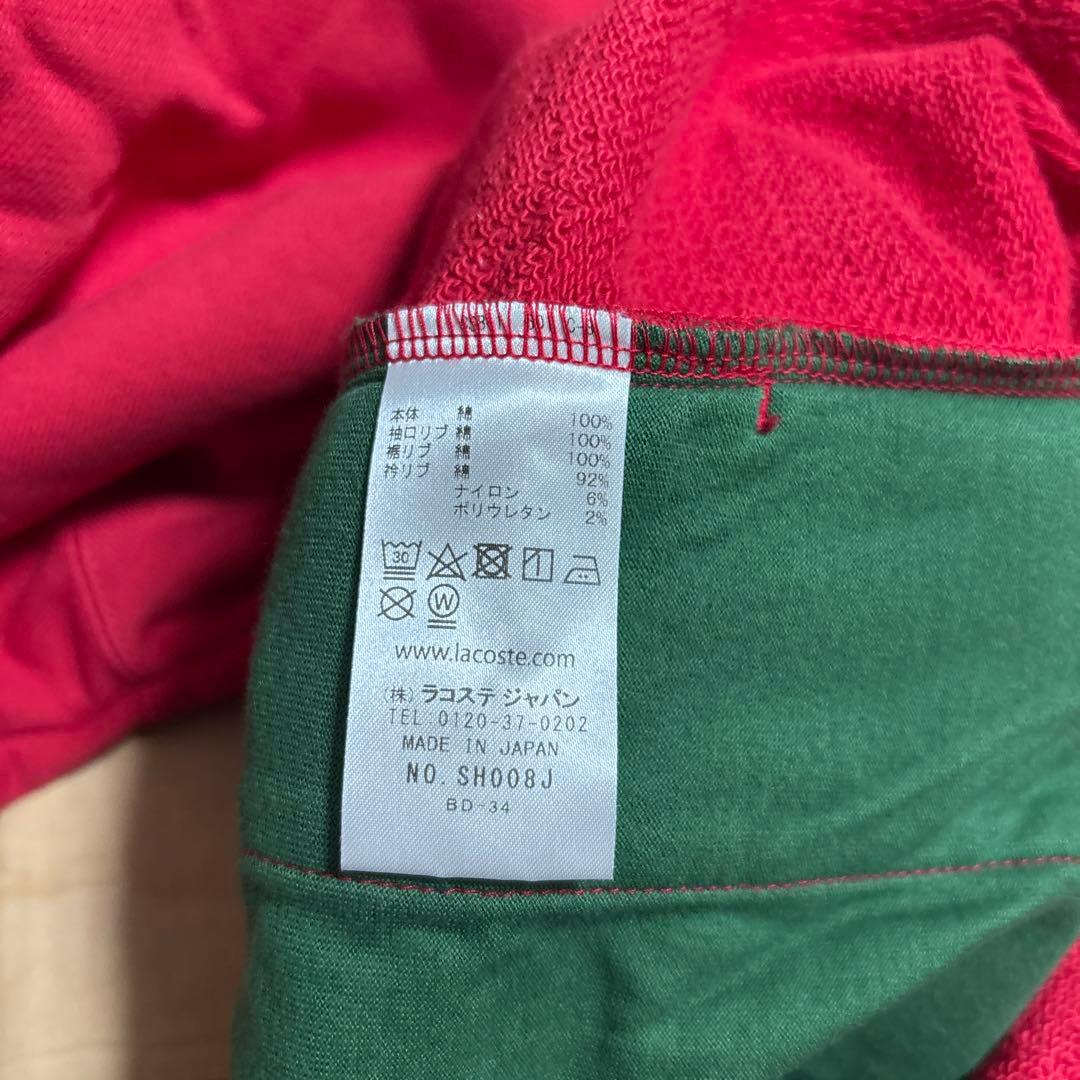 本体 綿 100%
袖口リブ 綿 100%
裾リブ 綿 100%
衿リブ 綿 92%
ナイロン 6%
ポリウレタン 2%
30
W
www.lacoste.com
(株) ラコステ ジャパン
TEL:0120-37-0202
MADE IN JAPAN
NO. SH008J
BD-34